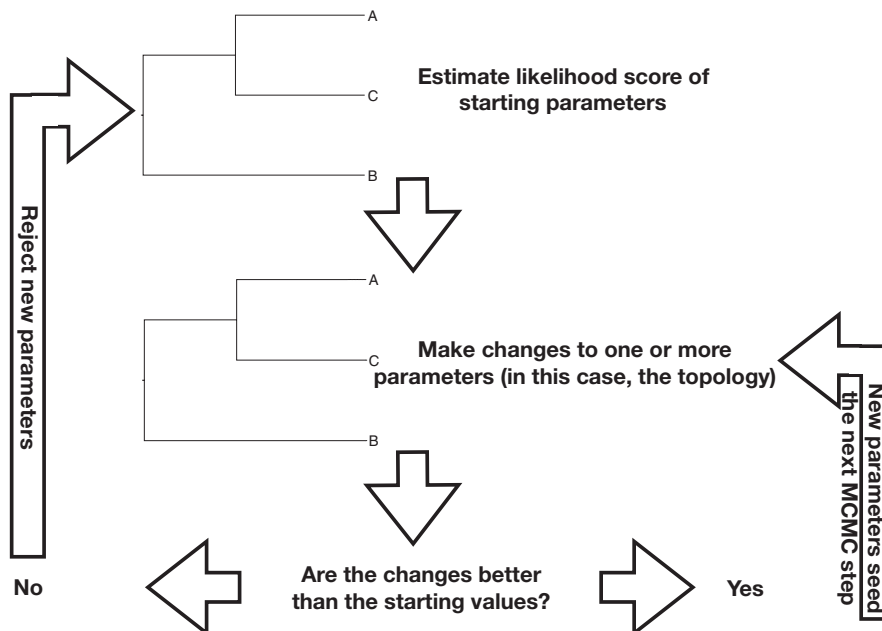 A
Estimate likelihood score of
starting parameters
C
B
Reject new parameters
A
Make changes to one or more
C
parameters (in this case, the topology)
B
New parameters seed
the next MCMC step
No
Are the changes better
than the starting values?
Yes